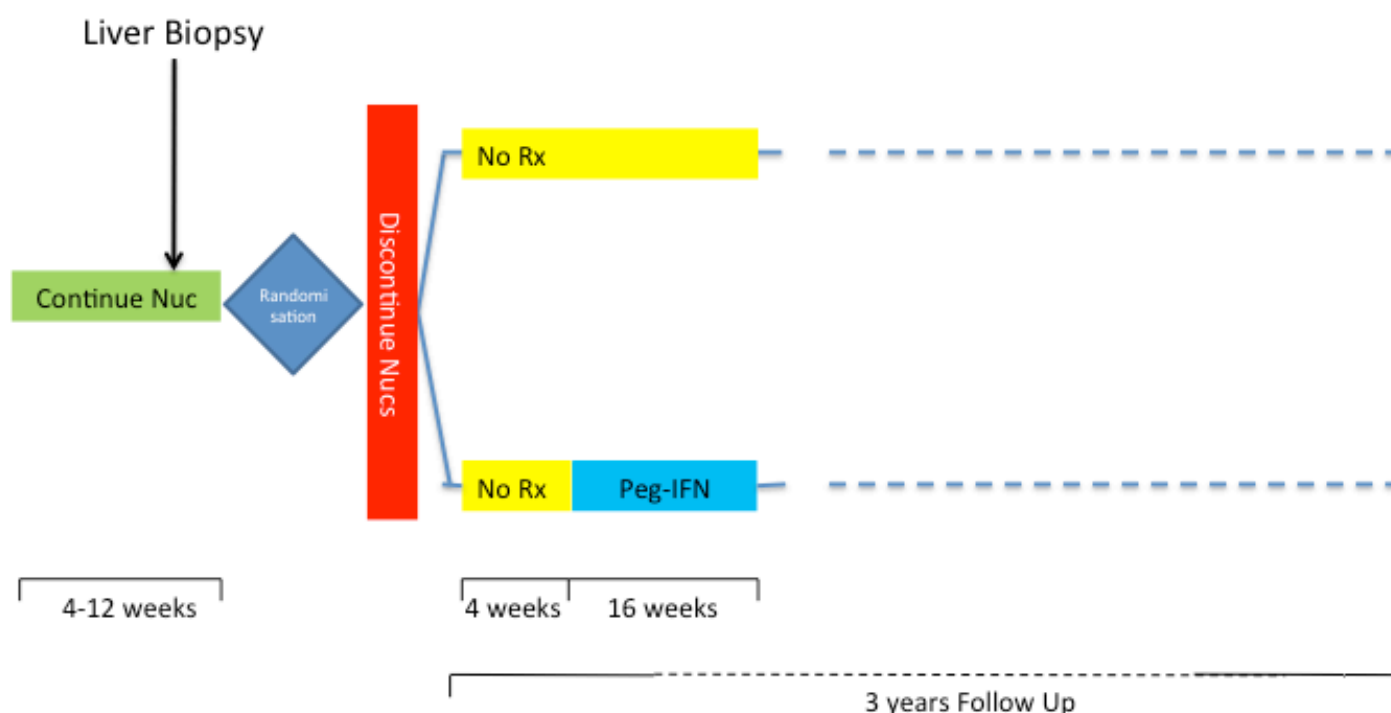 Liver Biopsy
Continue Nuc
Randomi
sation
Discontinue Nucs
No Rx
No Rx
Peg-IFN
4-12 weeks
4 weeks
16 weeks
3 years Follow Up